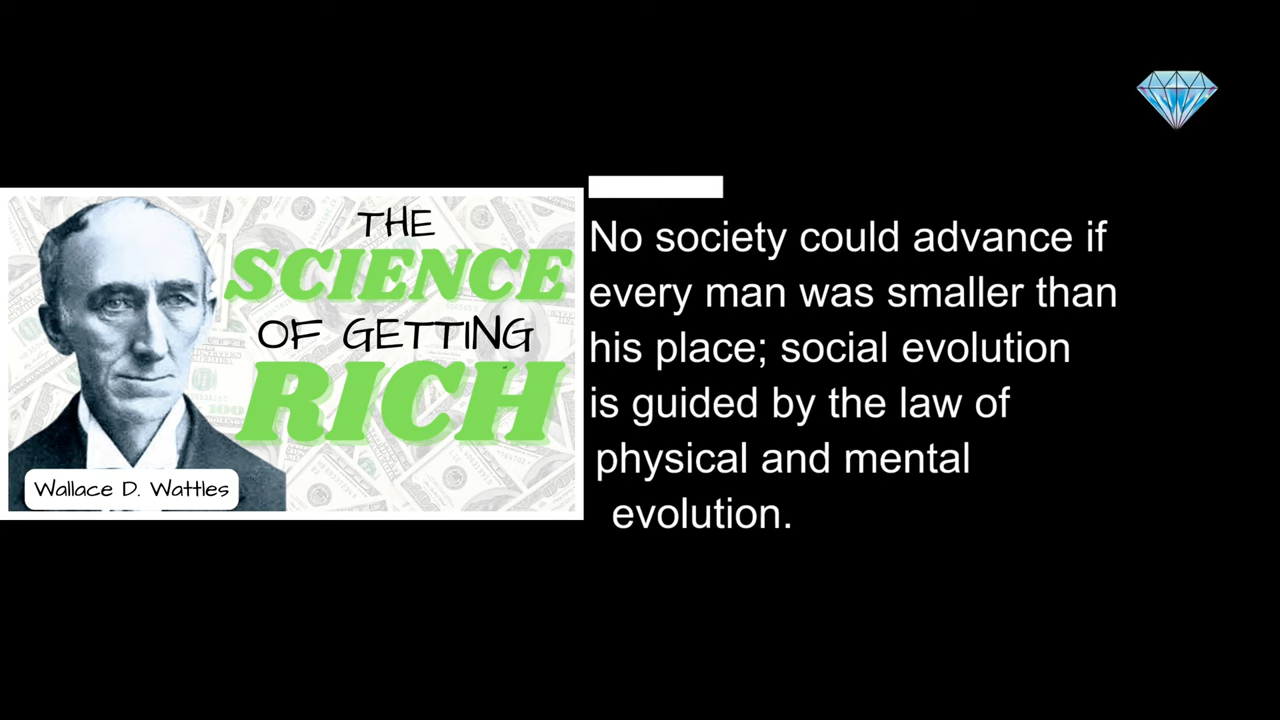 THE
SCIENCE
OF GETTING
RICH
Wallace D. Wattles
No society could advance if
every man was smaller than
his place; social evolution
is guided by the law of
physical and mental
evolution.